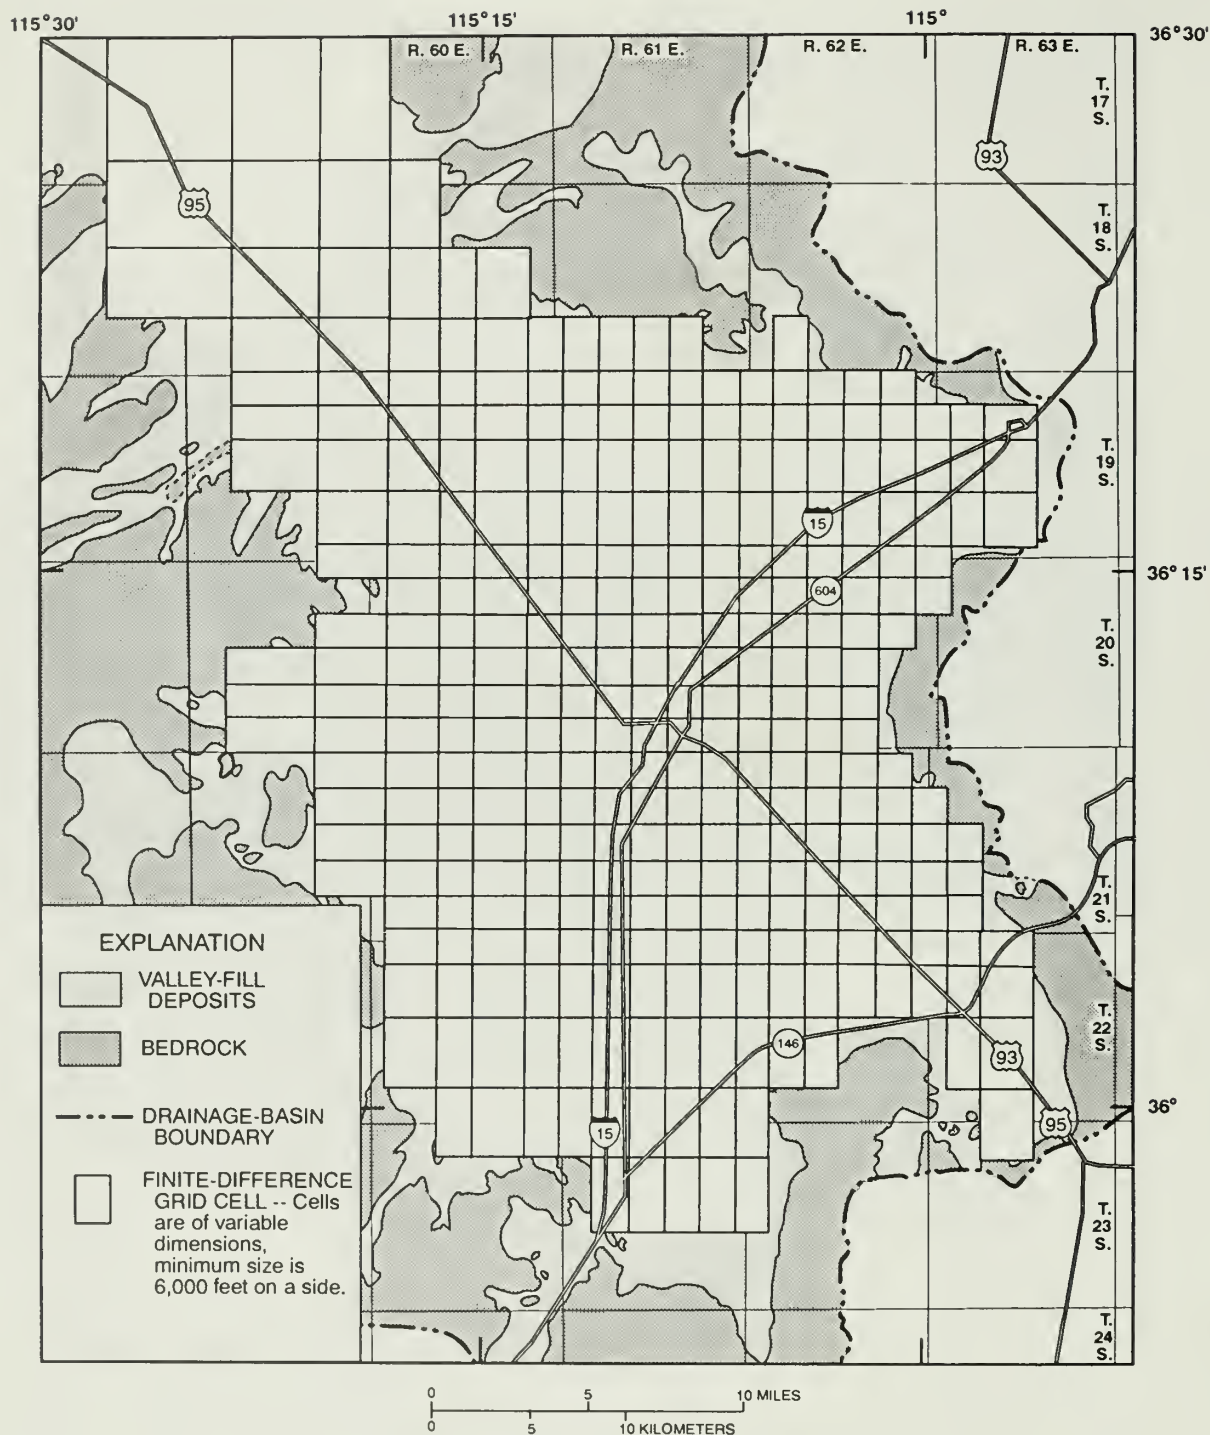 115°30'
115°15'
115°
36°30'
R. 60 E.
R. 61 E.
R. 62 E.
R. 63 E.
T.
17
S.
93
95
T.
18
S.
T.
19
S.
15
36°15'
604
T.
20
S.
T.
21
S.
EXPLANATION
VALLEY-FILL
DEPOSITS
BEDROCK
DRAINAGE-BASIN
BOUNDARY
FINITE-DIFFERENCE
GRID CELL -- Cells
are of variable
dimensions,
minimum size is
6,000 feet on a side.
T.
22
S.
146
93
36°
95
15
T.
23
S.
T.
24
S.
0 5 10 MILES
0 5 10 KILOMETERS